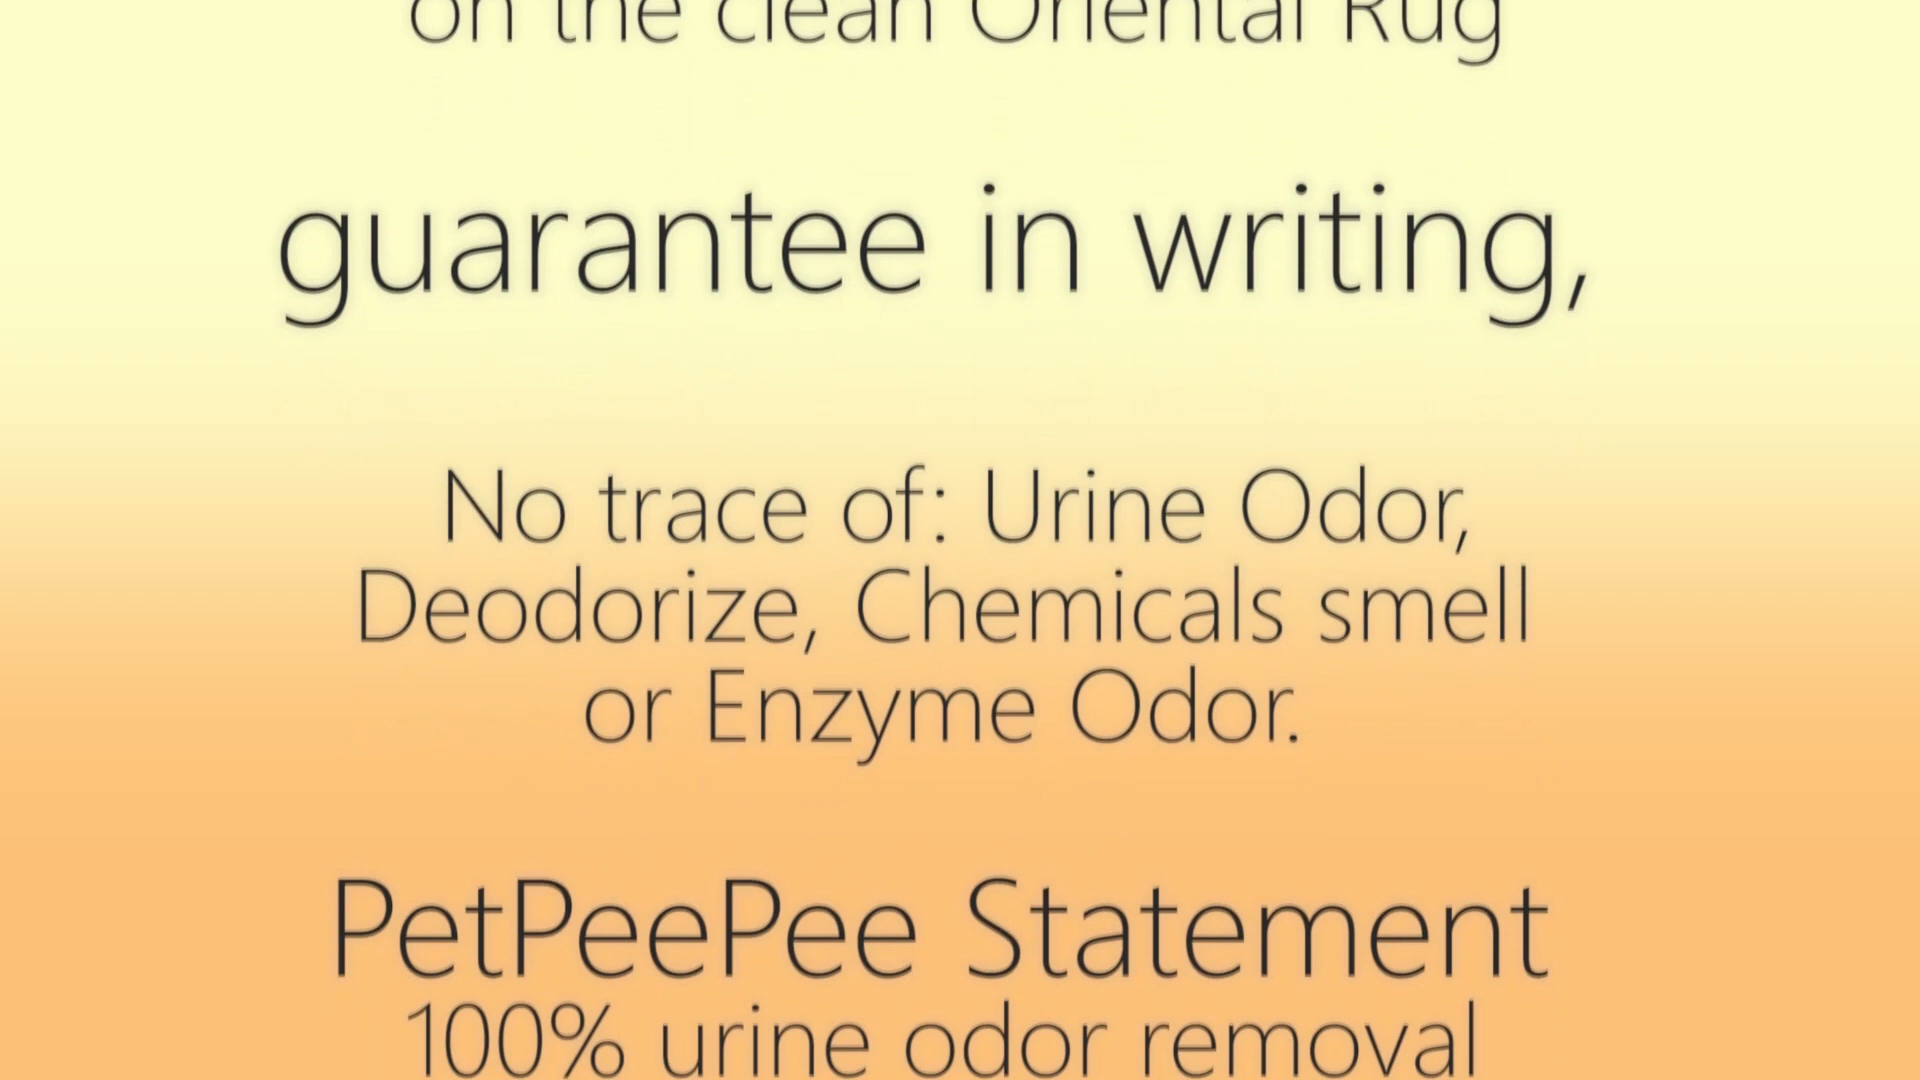 on the clean Oriental Rug
guarantee in writing,
No trace of: Urine Odor,
Deodorize, Chemicals smell
or Enzyme Odor.
PetPeePee Statement
100% urine odor removal